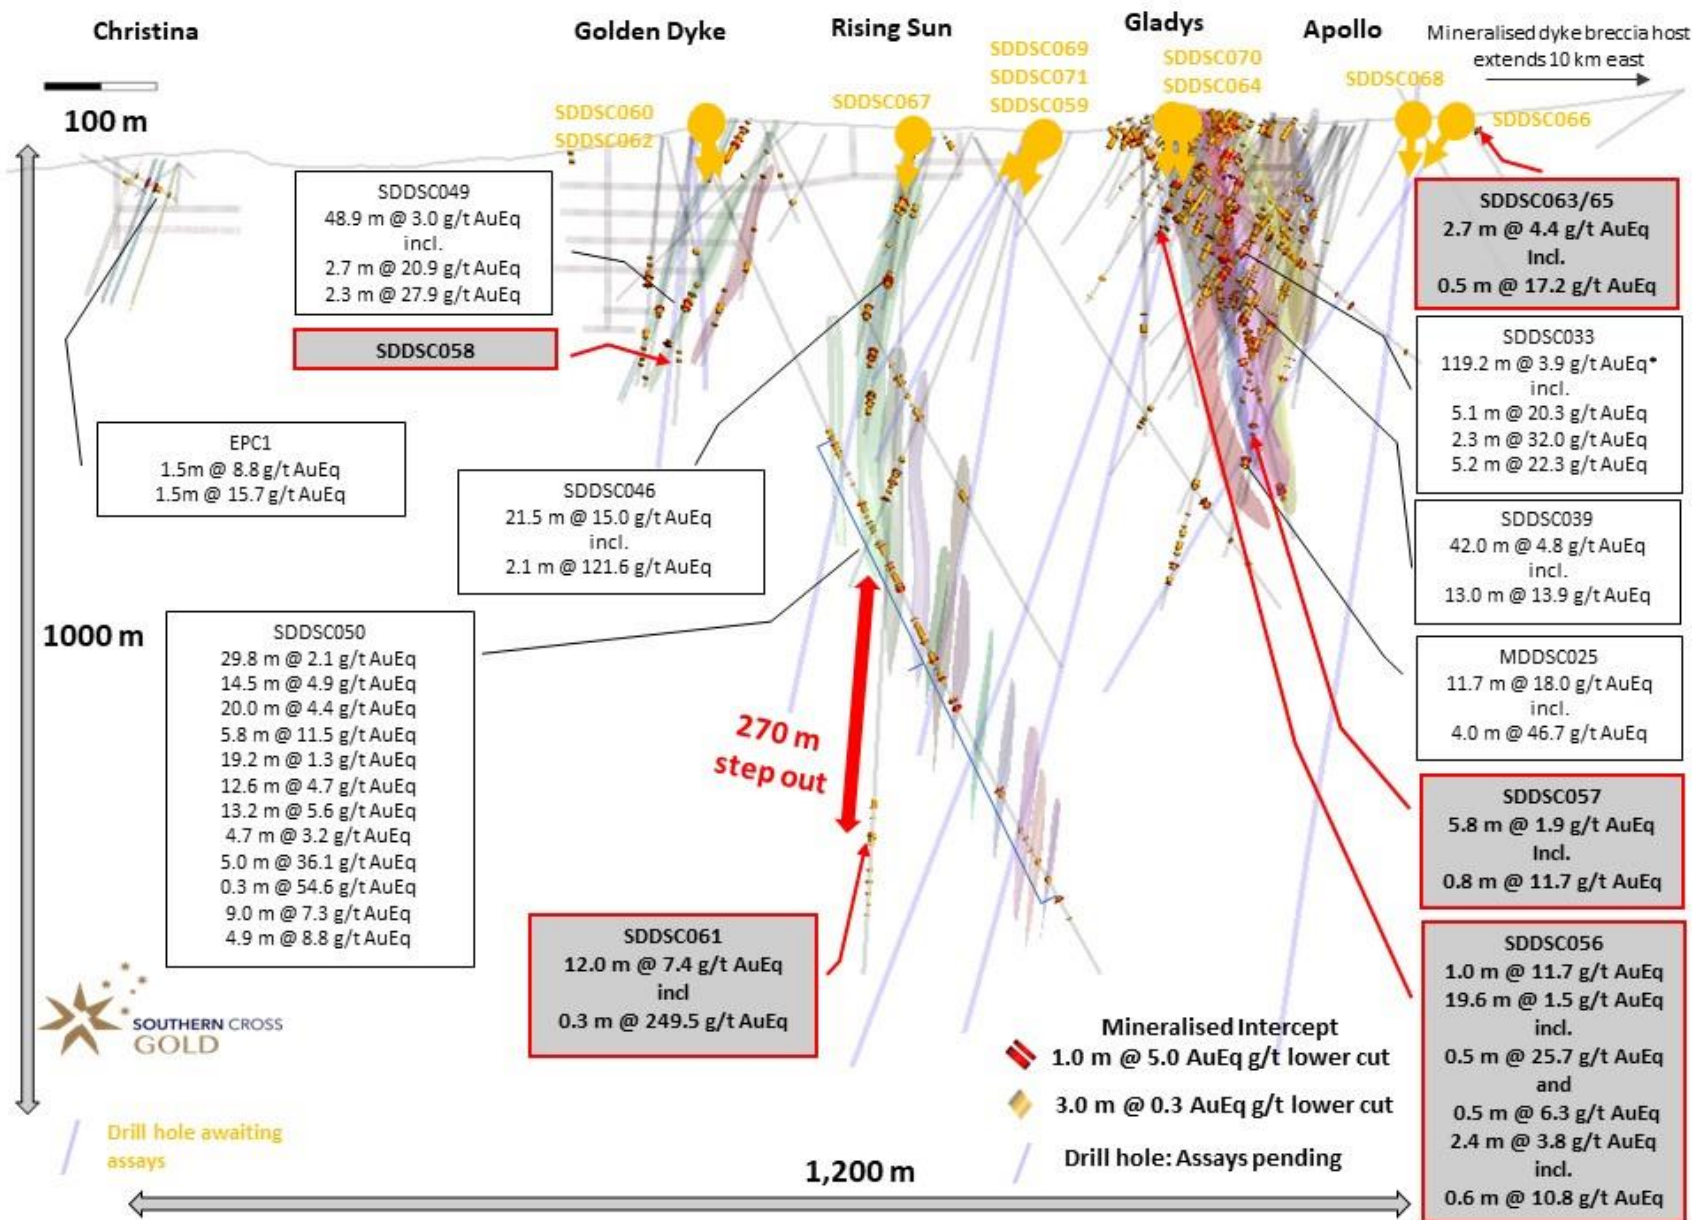 Christina
Golden Dyke
Rising Sun
Gladys
Apollo
Mineralised dyke breccia host
extends 10 km east
100 m
SDDSC060
SDDSC062
SDDSC067
SDDSC069
SDDSC071
SDDSC059
SDDSC070
SDDSC064
SDDSC068
SDDSC066
SDDSC049
48.9 m @ 3.0 g/t AuEq
incl.
2.7 m @ 20.9 g/t AuEq
2.3 m @ 27.9 g/t AuEq
SDDSC058
EPC1
1.5m @ 8.8 g/t AuEq
1.5m @ 15.7 g/t AuEq
SDDSC046
21.5 m @ 15.0 g/t AuEq
incl.
2.1 m @ 121.6 g/t AuEq
1000 m
SDDSC050
29.8 m @ 2.1 g/t AuEq
14.5 m @ 4.9 g/t AuEq
20.0 m @ 4.4 g/t AuEq
5.8 m @ 11.5 g/t AuEq
19.2 m @ 1.3 g/t AuEq
12.6 m @ 4.7 g/t AuEq
13.2 m @ 5.6 g/t AuEq
4.7 m @ 3.2 g/t AuEq
5.0 m @ 36.1 g/t AuEq
0.3 m @ 54.6 g/t AuEq
9.0 m @ 7.3 g/t AuEq
4.9 m @ 8.8 g/t AuEq
270 m
step out
SDDSC061
12.0 m @ 7.4 g/t AuEq
incl
0.3 m @ 249.5 g/t AuEq
SDDSC063/65
2.7 m @ 4.4 g/t AuEq
Incl.
0.5 m @ 17.2 g/t AuEq
SDDSC033
119.2 m @ 3.9 g/t AuEq*
incl.
5.1 m @ 20.3 g/t AuEq
2.3 m @ 32.0 g/t AuEq
5.2 m @ 22.3 g/t AuEq
SDDSC039
42.0 m @ 4.8 g/t AuEq
incl.
13.0 m @ 13.9 g/t AuEq
MDDSC025
11.7 m @ 18.0 g/t AuEq
incl.
4.0 m @ 46.7 g/t AuEq
SDDSC057
5.8 m @ 1.9 g/t AuEq
Incl.
0.8 m @ 11.7 g/t AuEq
SDDSC056
1.0 m @ 11.7 g/t AuEq
19.6 m @ 1.5 g/t AuEq
incl.
0.5 m @ 25.7 g/t AuEq
and
0.5 m @ 6.3 g/t AuEq
2.4 m @ 3.8 g/t AuEq
incl.
0.6 m @ 10.8 g/t AuEq
SOUTHERN CROSS
GOLD
Drill hole awaiting
assays
Mineralised Intercept
1.0 m @ 5.0 AuEq g/t lower cut
3.0 m @ 0.3 AuEq g/t lower cut
Drill hole: Assays pending
1,200 m